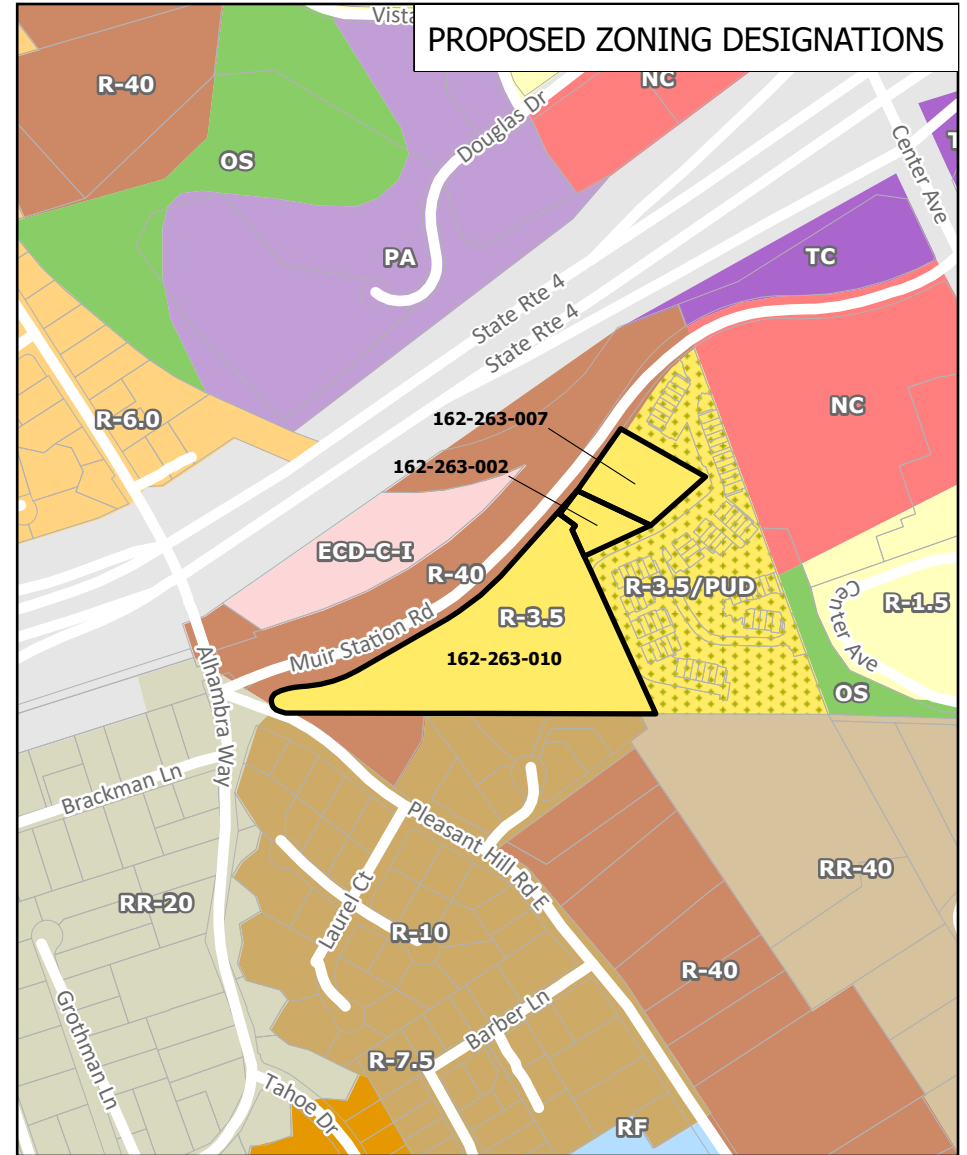 Vista
PROPOSED ZONING DESIGNATIONS
R-40
NC
Douglas Dr
Center Ave
T
OS
PA
TC
State Rte 4
State Rte 4
R-6.0
162-263-007
NC
162-263-002
ECD-C-I
R-40
R-3.5/PUD
Center Ave
R-1.5
R-3.5
Muir Station Rd
162-263-010
Alhambra Way
OS
Brackman Ln
Pleasant Hill Rd E
RR-40
RR-20
Laurel Ct
R-10
R-40
Grothman Ln
Barber Ln
R-7.5
Tahoe Dr
RF